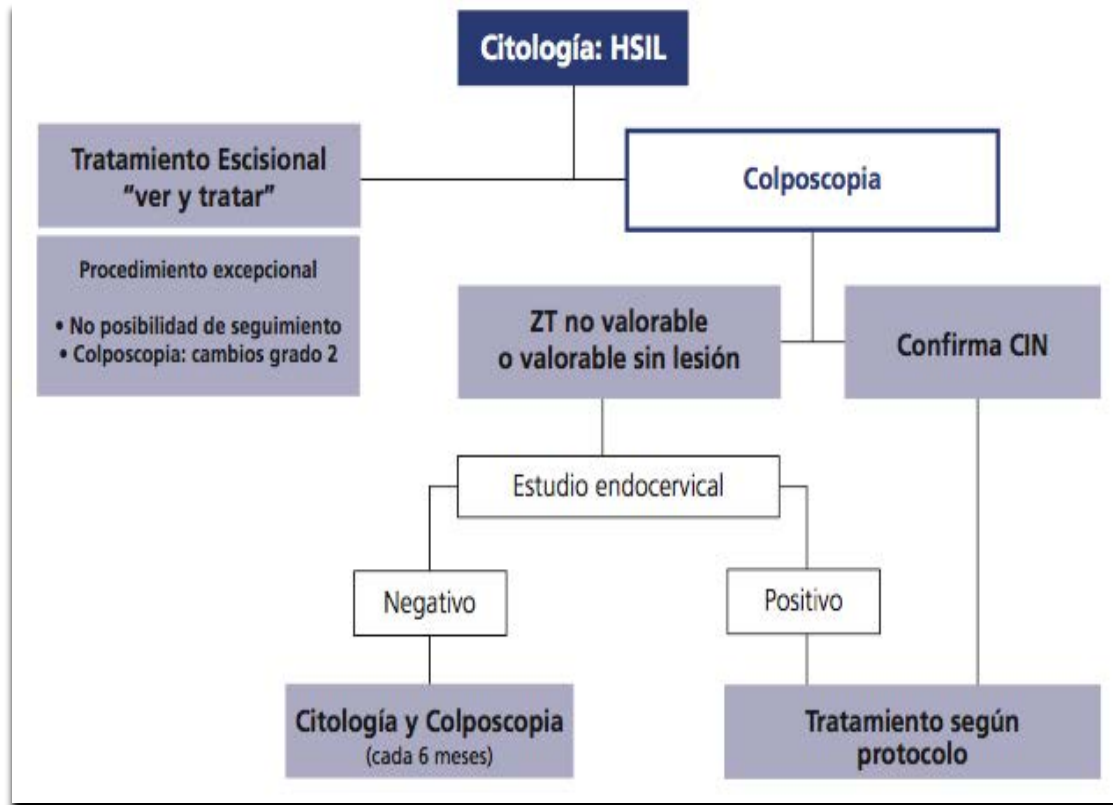 Citología: HSIL
Tratamiento Escisional
"ver y tratar"
Colposcopia
Procedimiento excepcional
• No posibilidad de seguimiento
• Colposcopia: cambios grado 2
ZT no valorable
o valorable sin lesión
Confirma CIN
Estudio endocervical
Negativo
Positivo
Citología y Colposcopia
(cada 6 meses)
Tratamiento según
protocolo